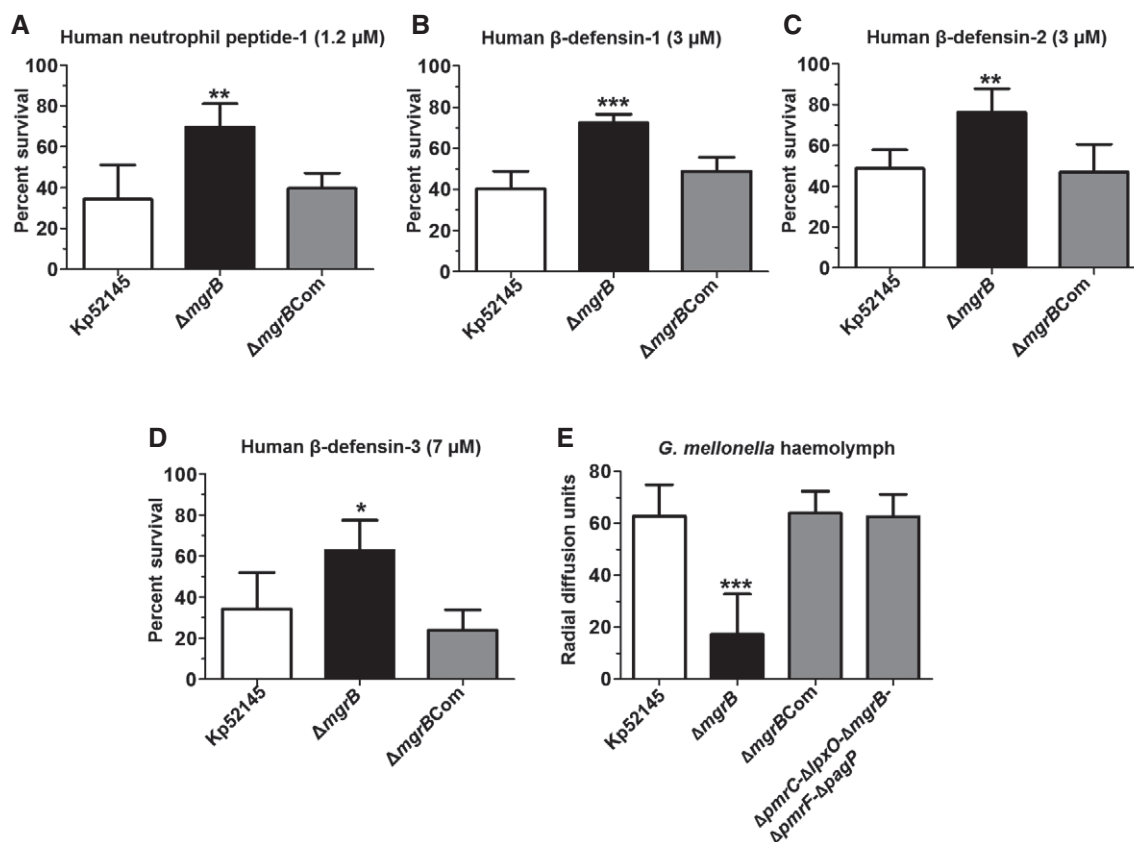 A
Human neutrophil peptide-1 (1.2 µM)
Percent survival
100
80
60
40
20
0
**
Kp52145
ΔmgrB
ΔmgrBCom
B
Human β-defensin-1 (3 µM)
Percent survival
100
80
60
40
20
0
***
Kp52145
ΔmgrB
ΔmgrBCom
C
Human β-defensin-2 (3 µM)
Percent survival
100
80
60
40
20
0
**
Kp52145
ΔmgrB
ΔmgrBCom
D
Human β-defensin-3 (7 µM)
Percent survival
100
80
60
40
20
0
*
Kp52145
ΔmgrB
ΔmgrBCom
E
G. mellonella haemolymph
Radial diffusion units
80
60
40
20
0
***
Kp52145
ΔmgrB
ΔmgrBCom
ΔpmrC-ΔlpxO-ΔmgrB-
ΔpmrF-ΔpagP